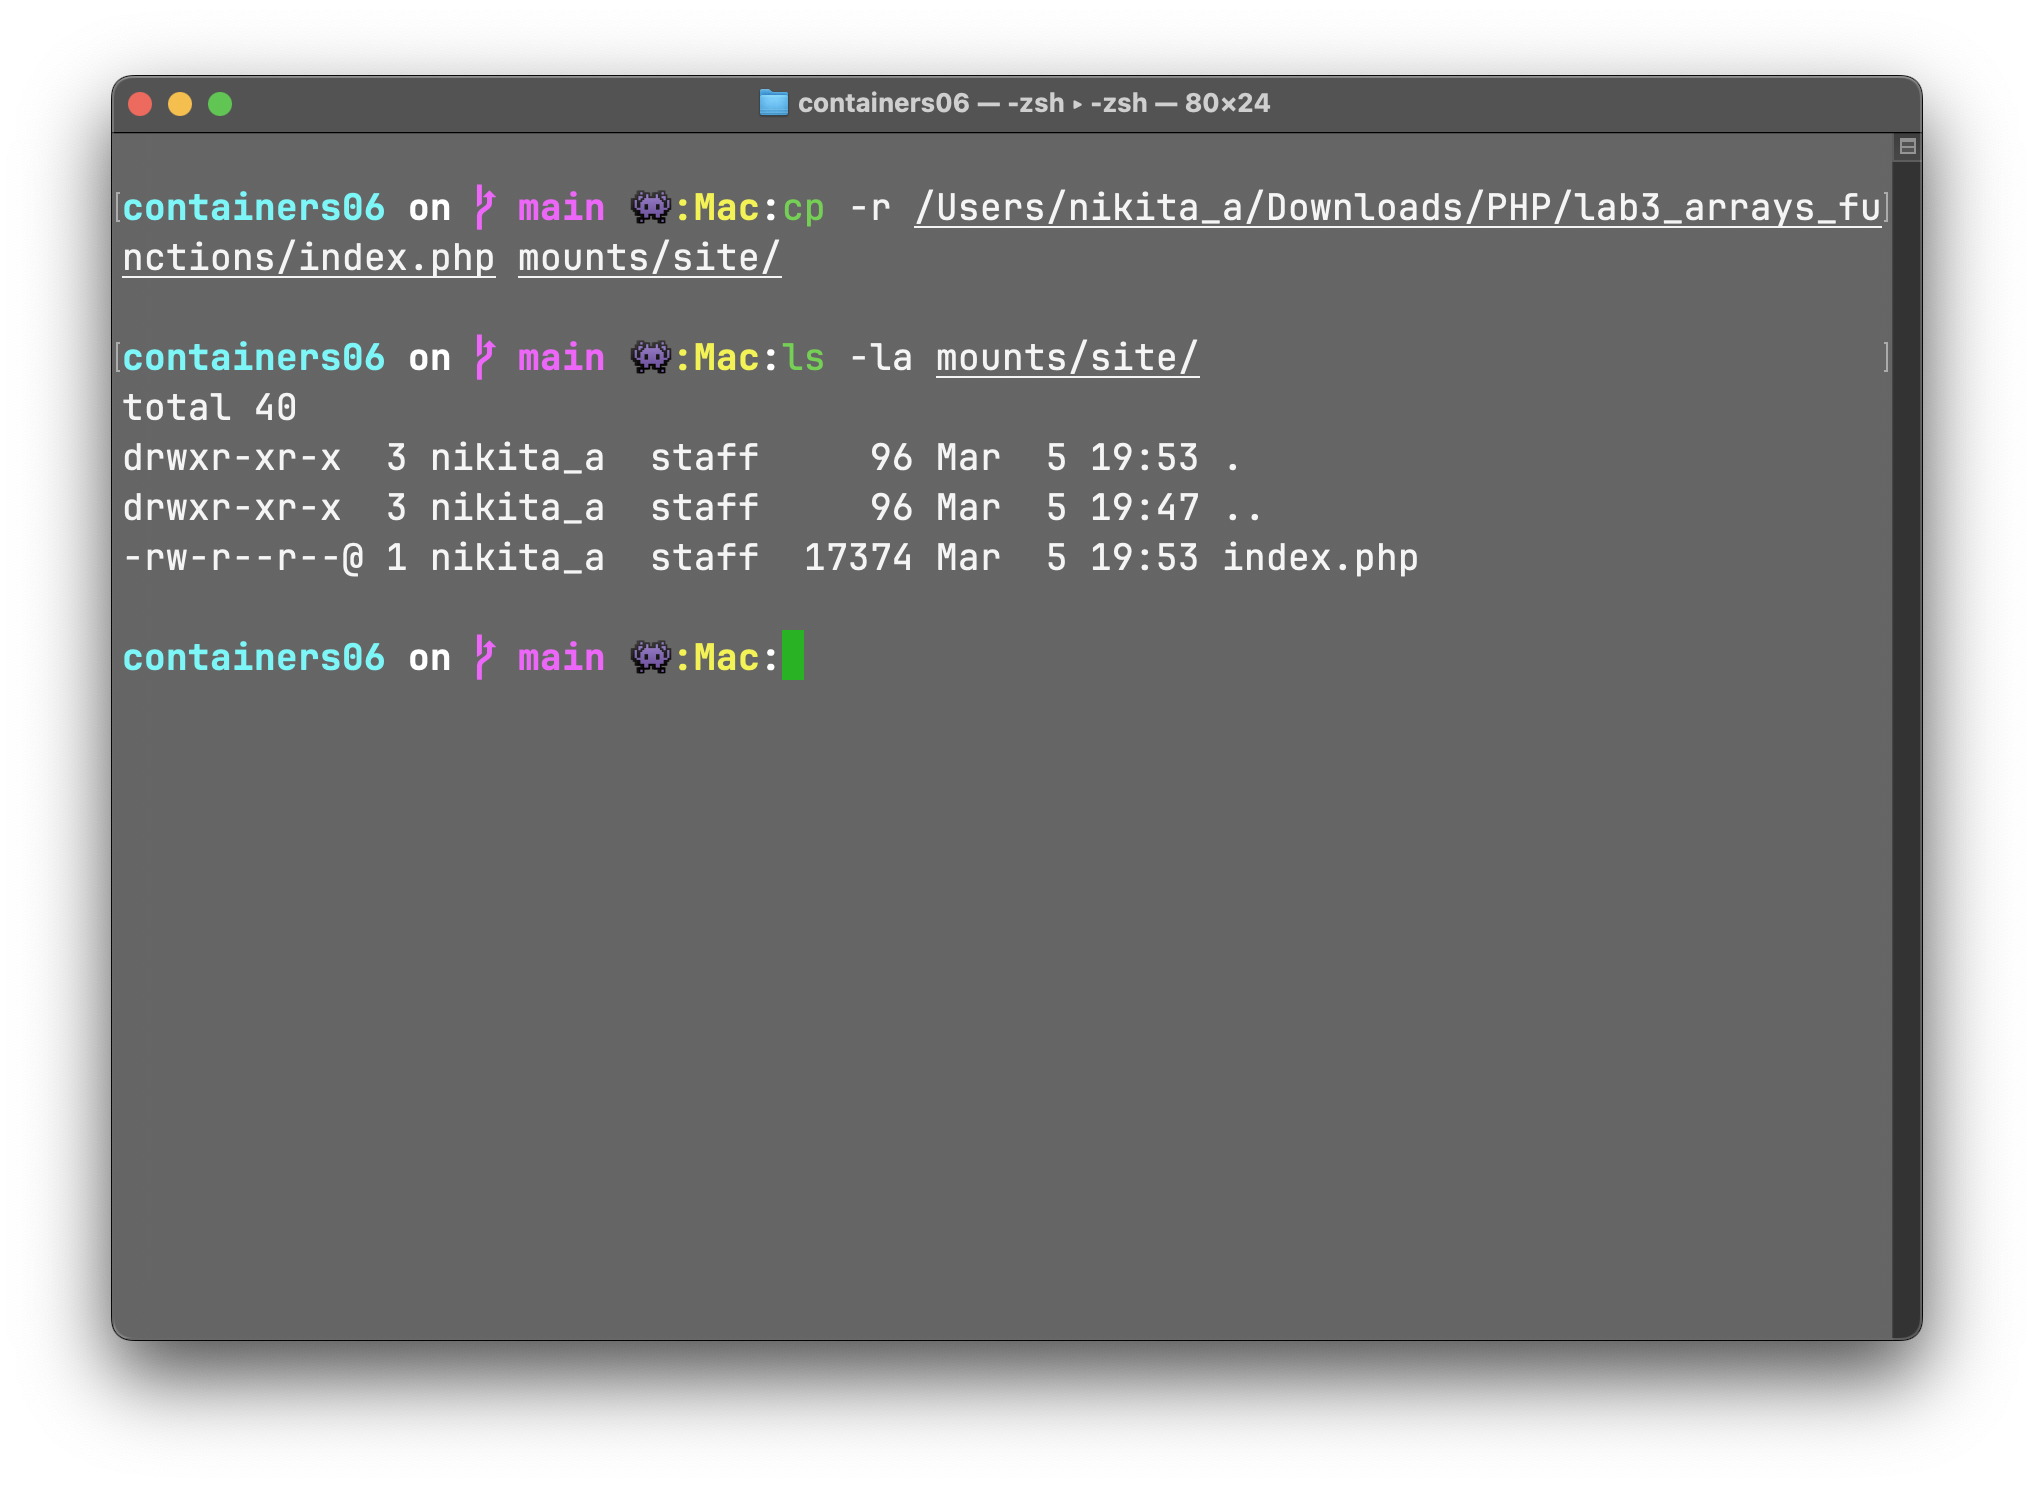 containers06 — -zsh ▸ -zsh — 80×24
containers06 on main 👾:Mac:cp -r /Users/nikita_a/Downloads/PHP/lab3_arrays_fu
nctions/index.php mounts/site/
containers06 on main 👾:Mac:ls -la mounts/site/
total 40
drwxr-xr-x  3 nikita_a  staff     96 Mar  5 19:53 .
drwxr-xr-x  3 nikita_a  staff     96 Mar  5 19:47 ..
-rw-r--r--@ 1 nikita_a  staff  17374 Mar  5 19:53 index.php
containers06 on main 👾:Mac: